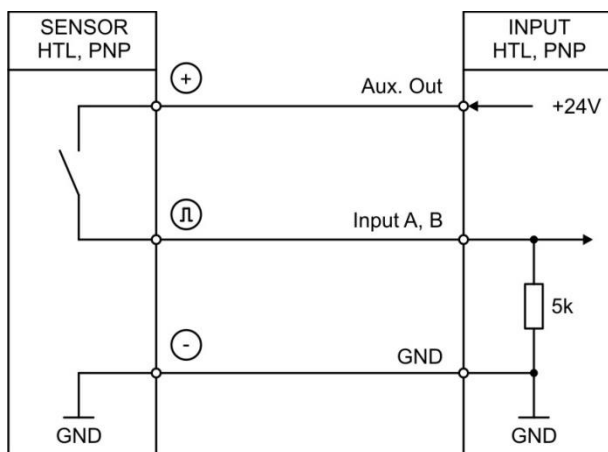 SENSOR
HTL, PNP
INPUT
HTL, PNP
+
Aux. Out
+24V
Input A, B
5k
-
GND
GND
GND